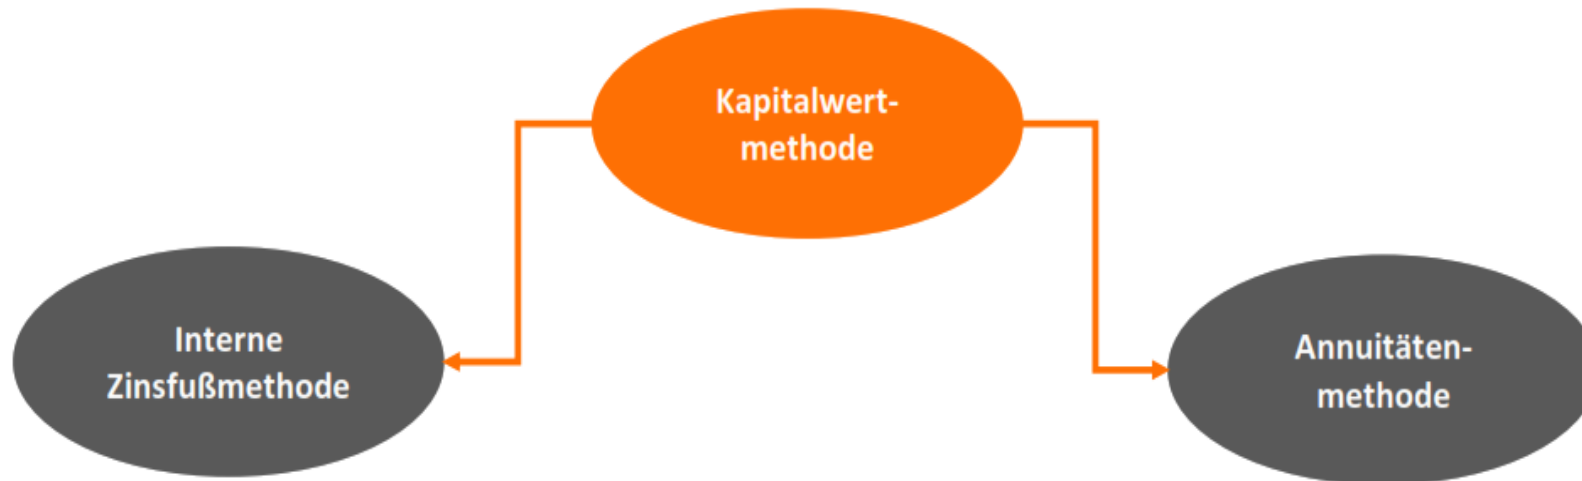 Kapitalwert-
methode
Interne
Zinsfußmethode
Annuitäten-
methode